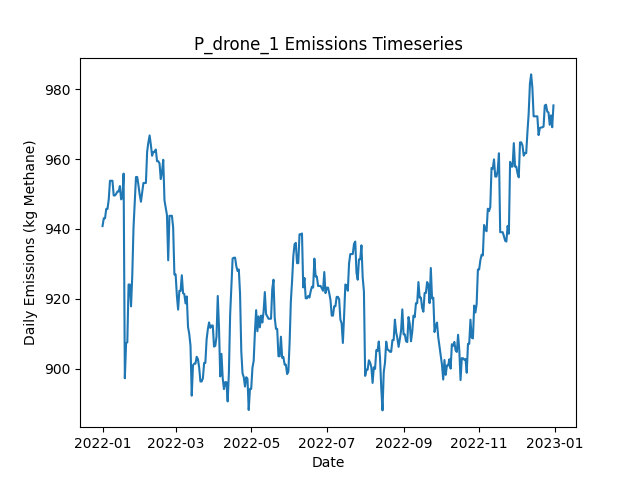 P_drone_1 Emissions Timeseries
Daily Emissions (kg Methane)
980
960
940
920
900
2022-01 2022-03 2022-05 2022-07 2022-09 2022-11 2023-01
Date